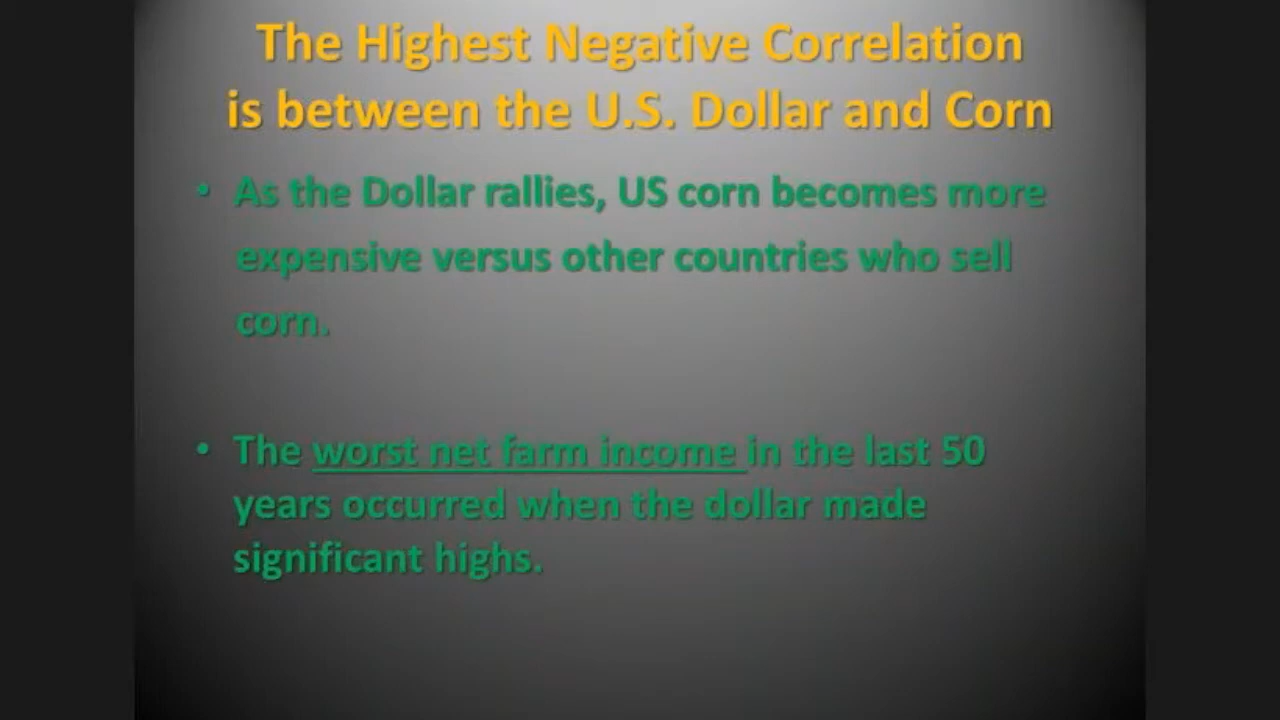 The Highest Negative Correlation
is between the U.S. Dollar and Corn
• As the Dollar rallies, US corn becomes more
expensive versus other countries who sell
corn.
• The worst net farm income in the last 50
years occurred when the dollar made
significant highs.